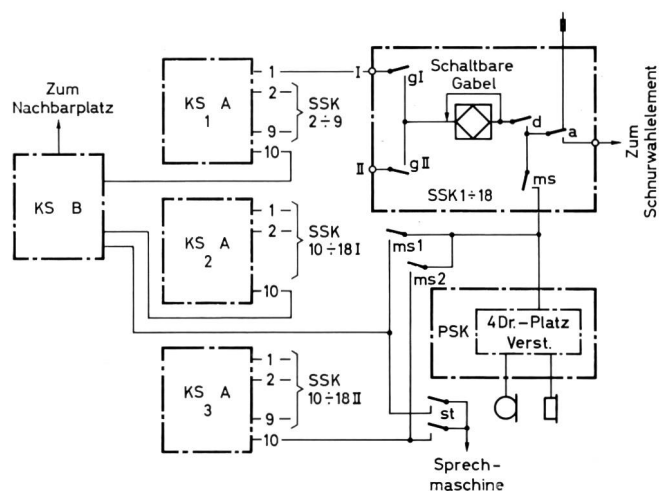 Zum
Nachbarplatz
KS B
KS A
1
1
2
9
10
SSK
2÷9
KS A
2
1
2
10
SSK
10÷18 I
KS A
3
1
2
9
10
SSK
10÷18 II
I
gI
II
gII
Schaltbare
Gabel
d
a
ms
SSK 1÷18
Zum
Schnurwahlelement
ms1
ms2
PSK
4Dr.-Platz
Verst.
st
Sprech-
maschine